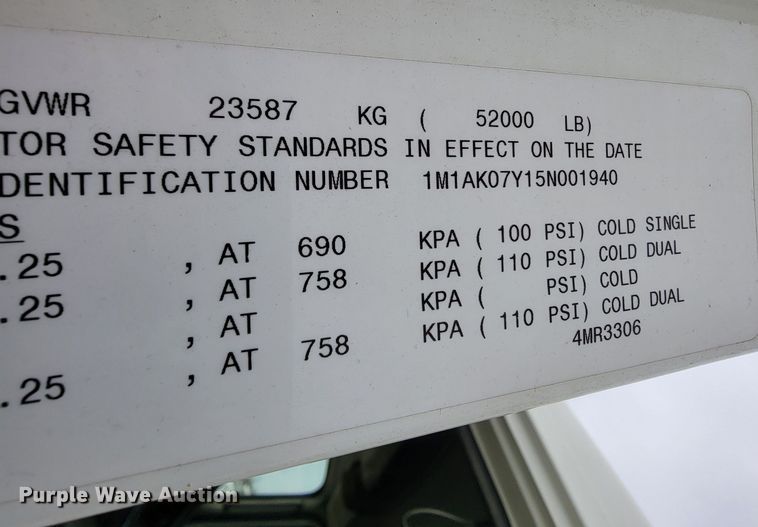 GVWR 23587 KG ( 52000 LB)
TOR SAFETY STANDARDS IN EFFECT ON THE DATE
DENTIFICATION NUMBER 1M1AK07Y15N001940
S
.25 , AT 690 KPA ( 100 PSI) COLD SINGLE
.25 , AT 758 KPA ( 110 PSI) COLD DUAL
, AT KPA ( PSI) COLD
.25 , AT 758 KPA ( 110 PSI) COLD DUAL
4MR3306
Purple Wave Auction